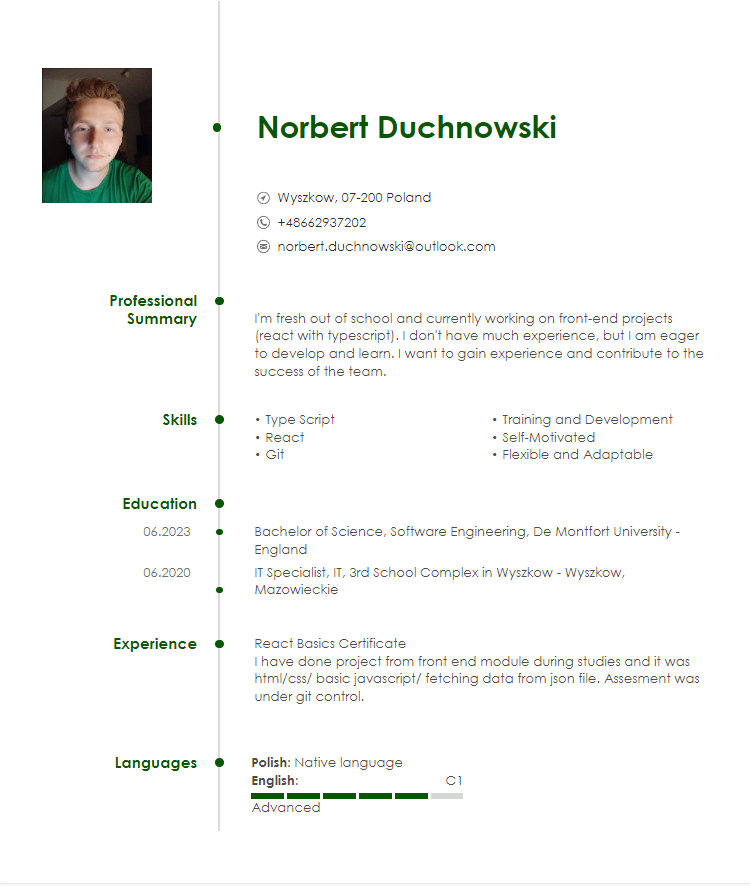 Norbert Duchnowski
Wyszkow, 07-200 Poland
+48662937202
norbert.duchnowski@outlook.com
Professional
Summary
I'm fresh out of school and currently working on front-end projects
(react with typescript). I don't have much experience, but I am eager
to develop and learn. I want to gain experience and contribute to the
success of the team.
Skills
• Type Script
• React
• Git
• Training and Development
• Self-Motivated
• Flexible and Adaptable
Education
06.2023
Bachelor of Science, Software Engineering, De Montfort University -
England
06.2020
IT Specialist, IT, 3rd School Complex in Wyszkow - Wyszkow,
Mazowieckie
Experience
React Basics Certificate
I have done project from front end module during studies and it was
html/css/ basic javascript/ fetching data from json file. Assesment was
under git control.
Languages
Polish: Native language
English: C1
Advanced